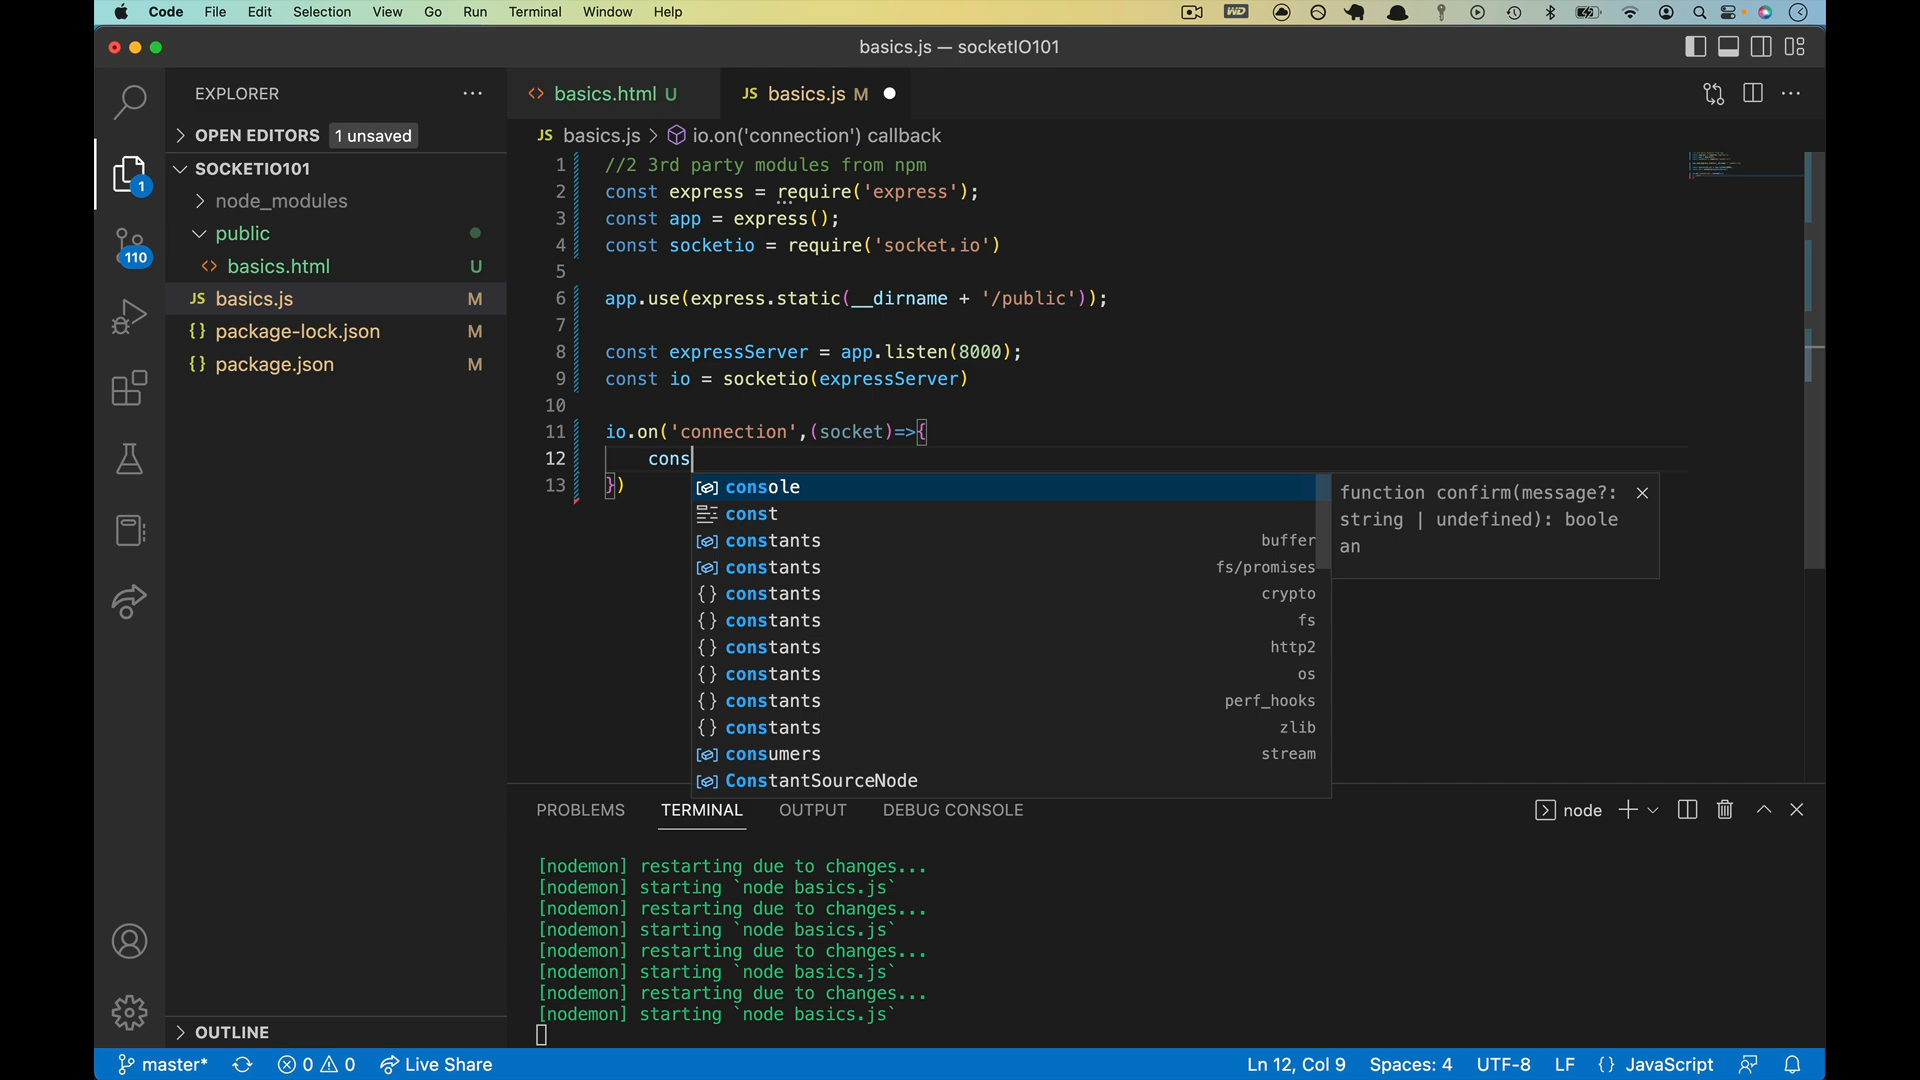 Code File Edit Selection View Go Run Terminal Window Help
WD
basics.js — socketIO101
EXPLORER
OPEN EDITORS 1 unsaved
SOCKETIO101
node_modules
public
<> basics.html U
JS basics.js M
{} package-lock.json M
{} package.json M
OUTLINE
1
110
<> basics.html U
JS basics.js M
JS basics.js > io.on('connection') callback
1 //2 3rd party modules from npm
2 const express = require('express');
3 const app = express();
4 const socketio = require('socket.io')
5
6 app.use(express.static(__dirname + '/public'));
7
8 const expressServer = app.listen(8000);
9 const io = socketio(expressServer)
10
11 io.on('connection',(socket)=>{
12 cons
13 })
console
const
constants buffer
constants fs/promises
{} constants crypto
{} constants fs
{} constants http2
{} constants os
{} constants perf_hooks
{} constants zlib
consumers stream
ConstantSourceNode
function confirm(message?:
string | undefined): boole
an
PROBLEMS TERMINAL OUTPUT DEBUG CONSOLE
node
[nodemon] restarting due to changes...
[nodemon] starting `node basics.js`
[nodemon] restarting due to changes...
[nodemon] starting `node basics.js`
[nodemon] restarting due to changes...
[nodemon] starting `node basics.js`
[nodemon] restarting due to changes...
[nodemon] starting `node basics.js`
master* 0 0 Live Share
Ln 12, Col 9 Spaces: 4 UTF-8 LF {} JavaScript